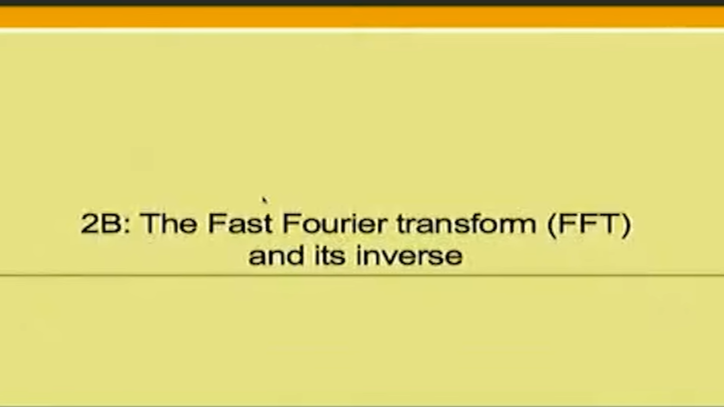 2B: The Fast Fourier transform (FFT)
and its inverse